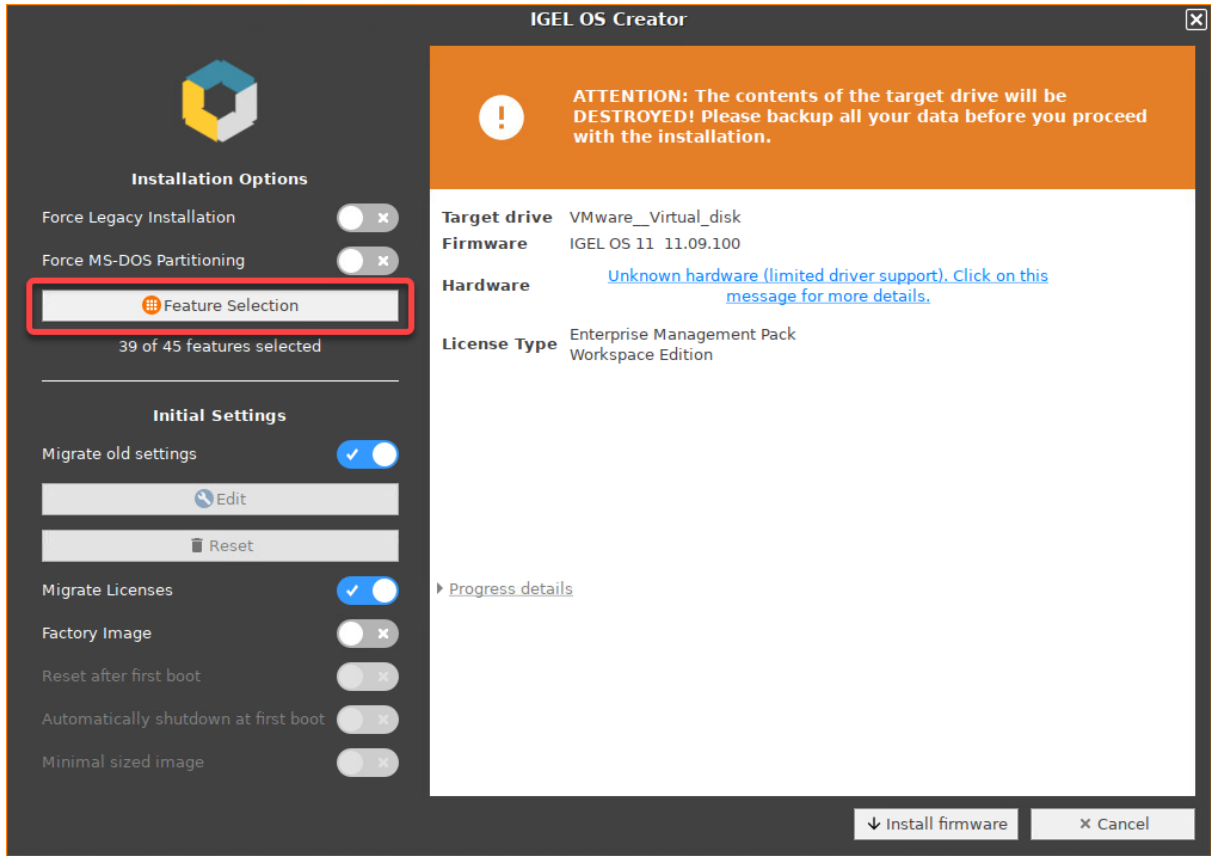 IGEL OS Creator
Installation Options
Force Legacy Installation
Force MS-DOS Partitioning
Feature Selection
39 of 45 features selected
Initial Settings
Migrate old settings
Edit
Reset
Migrate Licenses
Factory Image
Reset after first boot
Automatically shutdown at first boot
Minimal sized image
ATTENTION: The contents of the target drive will be
DESTROYED! Please backup all your data before you proceed
with the installation.
Target drive VMware__Virtual_disk
Firmware IGEL OS 11 11.09.100
Hardware Unknown hardware (limited driver support). Click on this
message for more details.
License Type Enterprise Management Pack
Workspace Edition
Progress details
Install firmware
Cancel